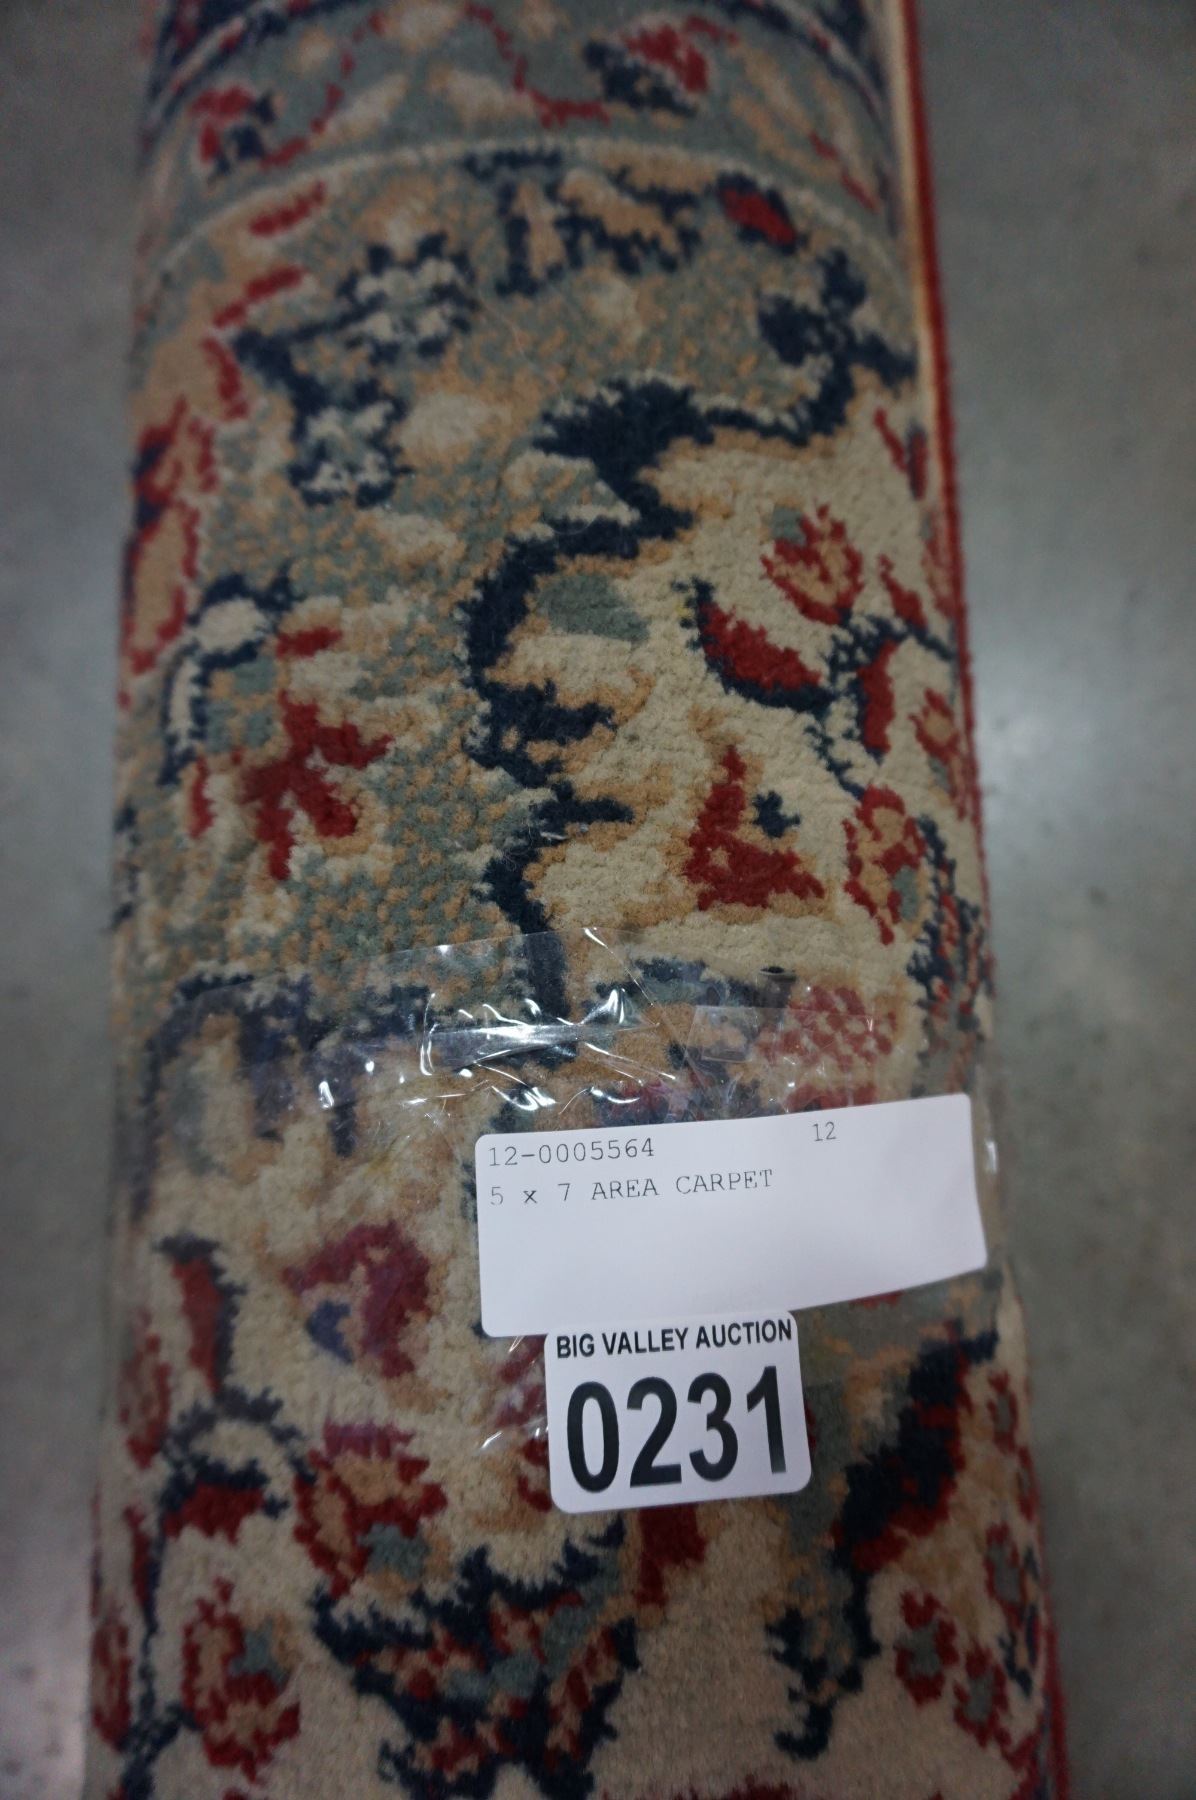 12-0005564 12
5 x 7 AREA CARPET
BIG VALLEY AUCTION
0231